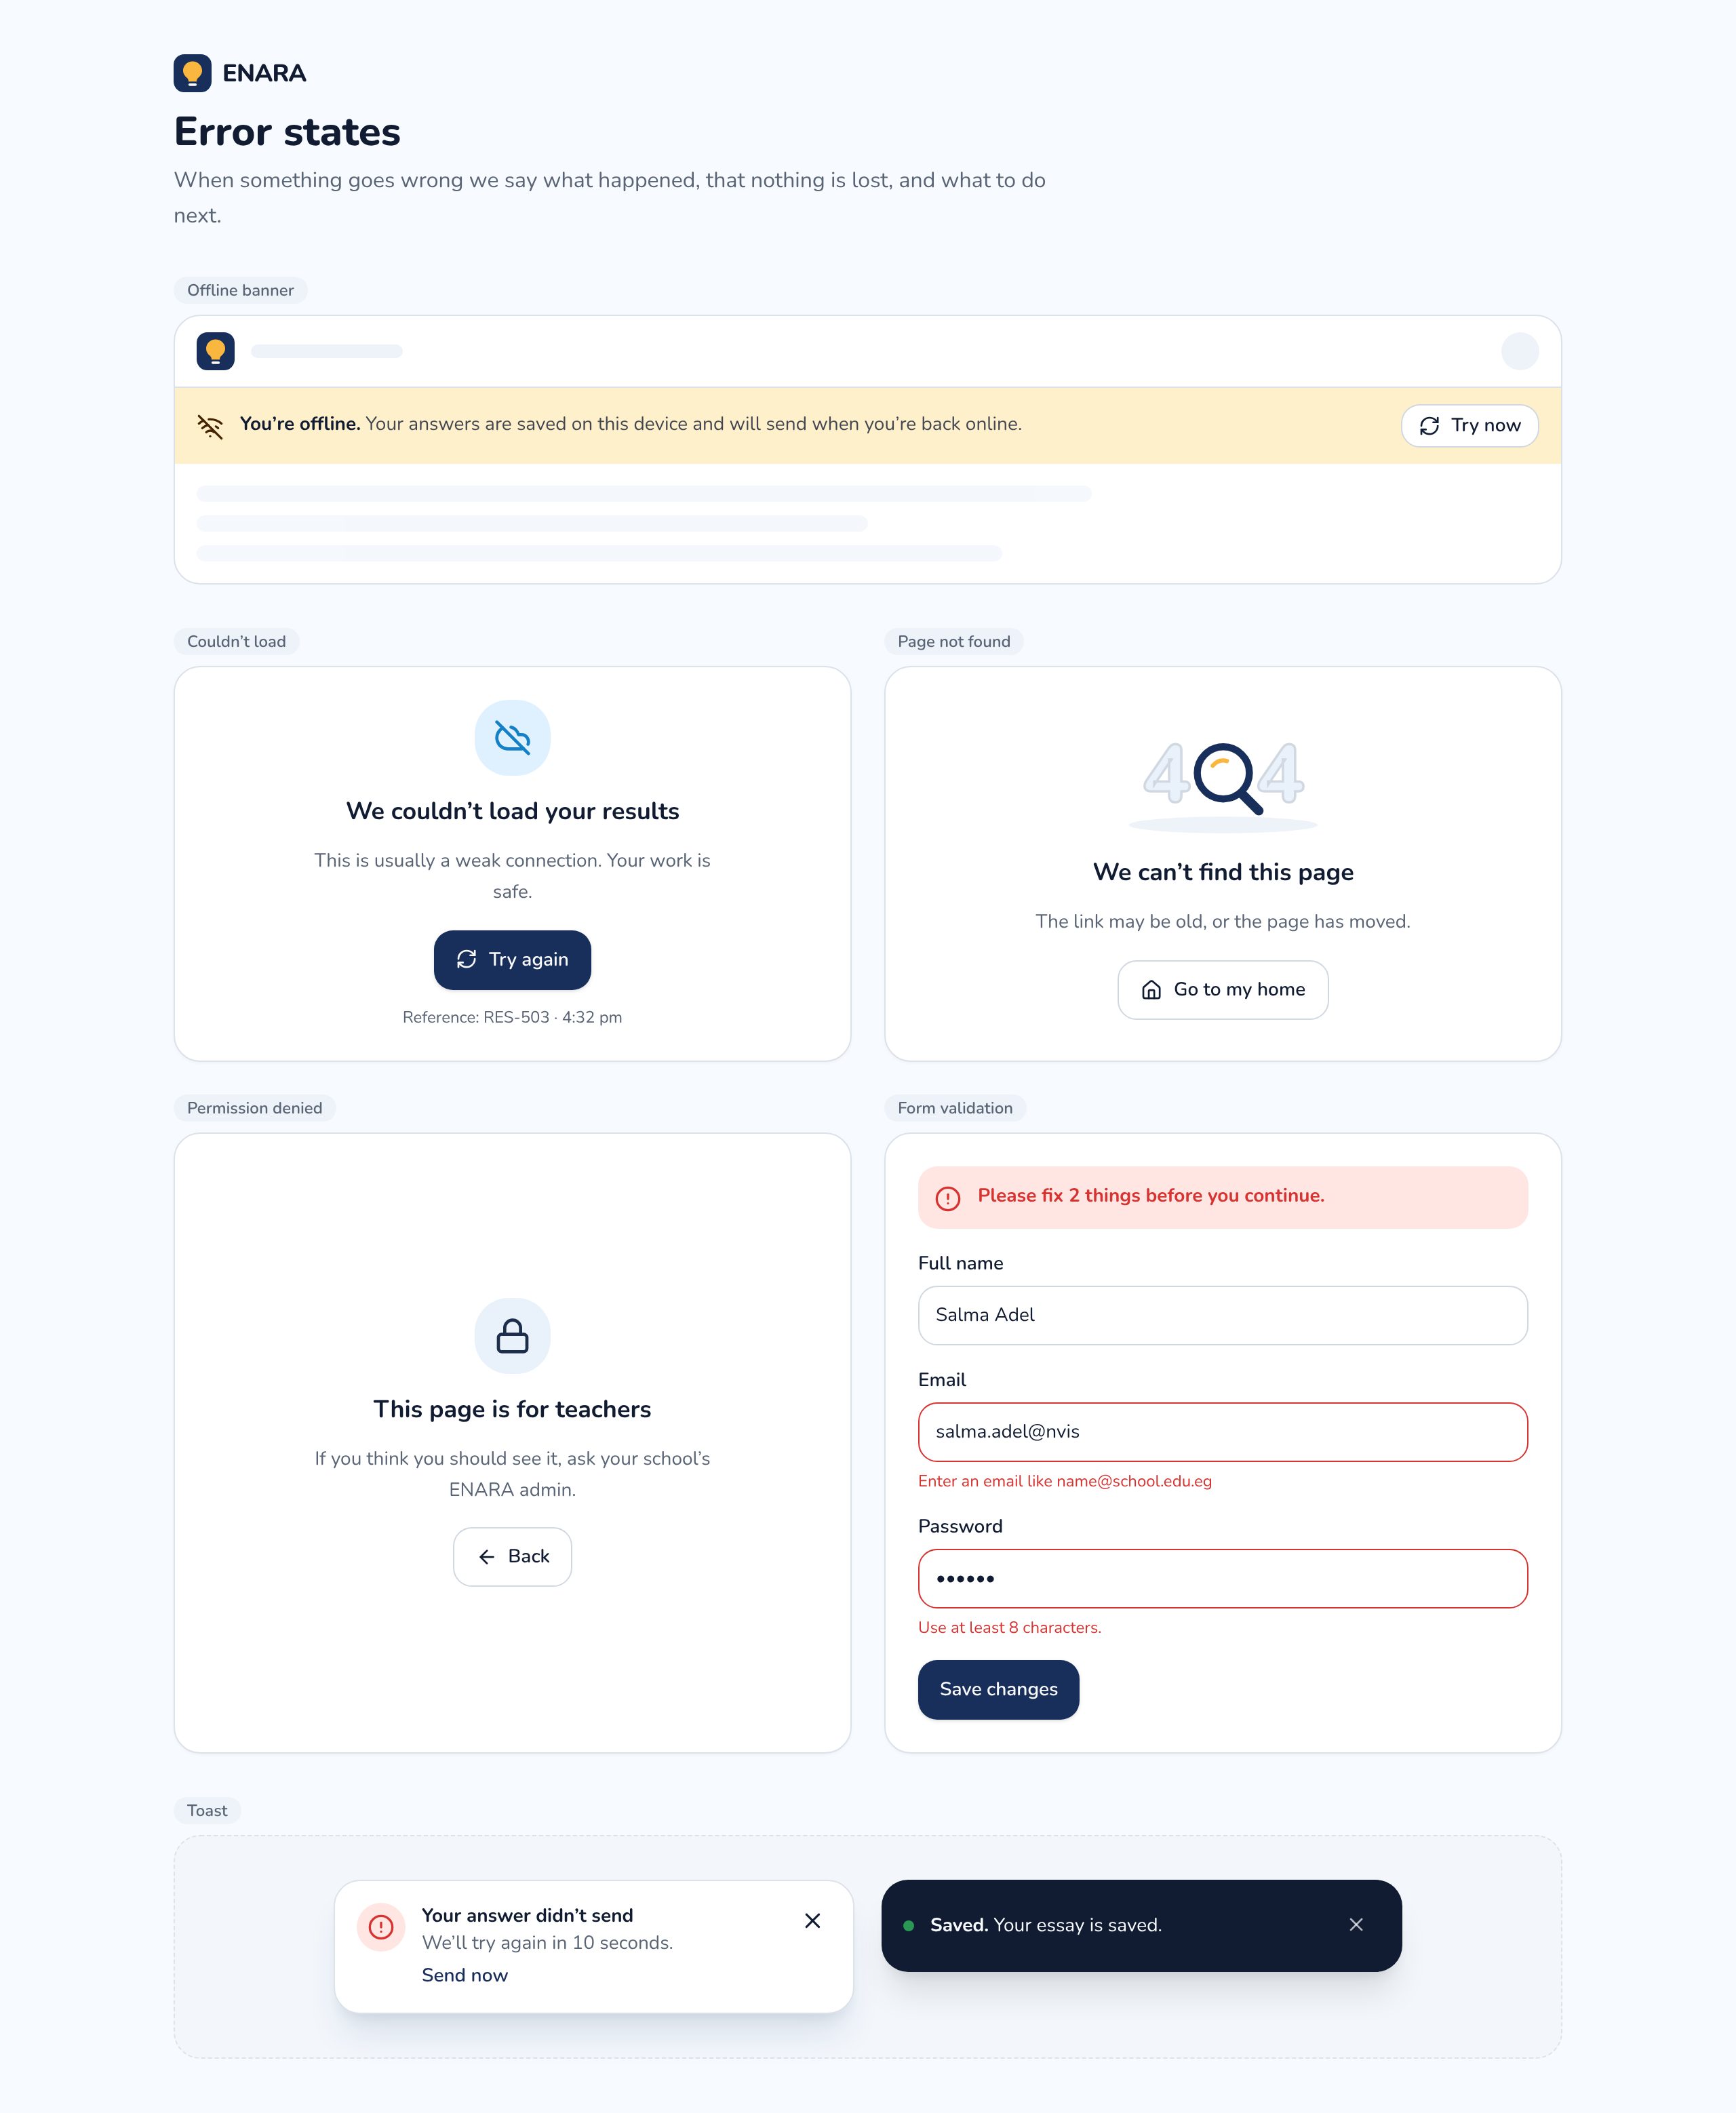 ENARA
Error states
When something goes wrong we say what happened, that nothing is lost, and what to do
next.
Offline banner
You’re offline. Your answers are saved on this device and will send when you’re back online.
Try now
Couldn’t load
We couldn’t load your results
This is usually a weak connection. Your work is
safe.
Try again
Reference: RES-503 · 4:32 pm
Page not found
4 4
We can’t find this page
The link may be old, or the page has moved.
Go to my home
Permission denied
This page is for teachers
If you think you should see it, ask your school’s
ENARA admin.
Back
Form validation
Please fix 2 things before you continue.
Full name
Salma Adel
Email
salma.adel@nvis
Enter an email like name@school.edu.eg
Password
••••••
Use at least 8 characters.
Save changes
Toast
Your answer didn’t send
We’ll try again in 10 seconds.
Send now
Saved. Your essay is saved.